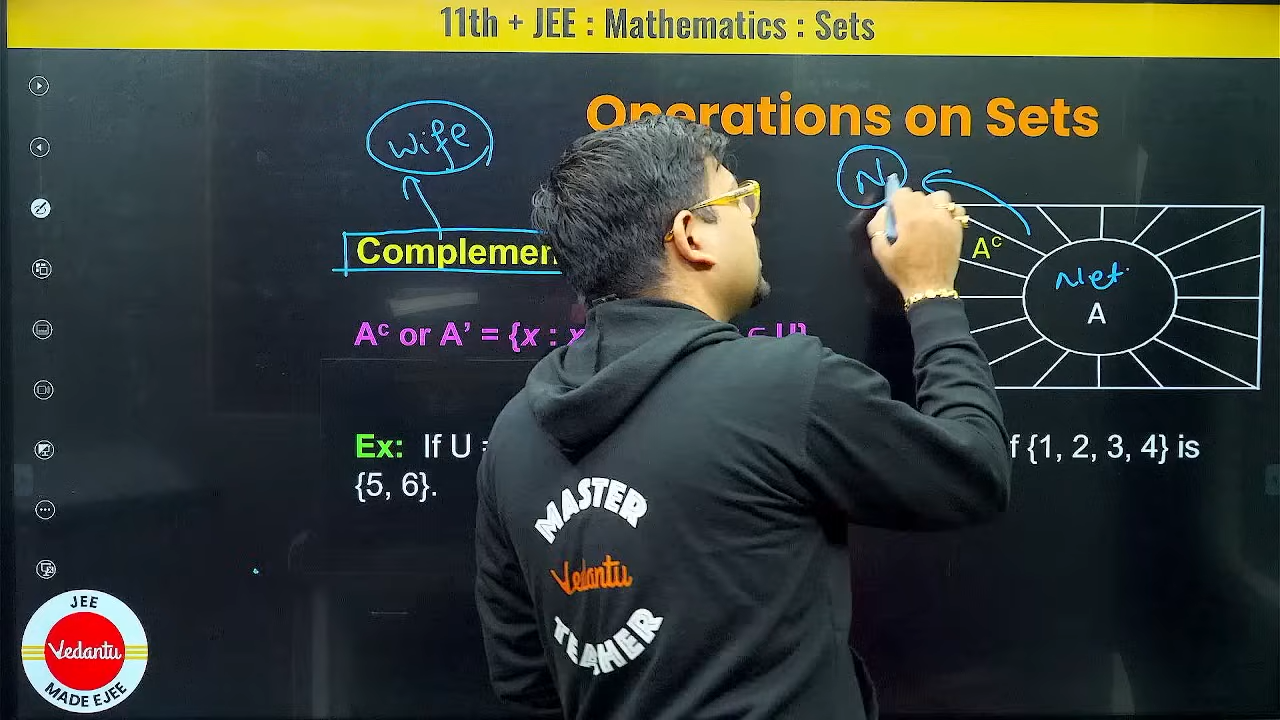 11th + JEE : Mathematics : Sets
Operations on Sets
wife
N
Complemen
Aᶜ
Net
A
Aᶜ or A’ = {x : x ∈ U}
Ex: If U = f {1, 2, 3, 4} is
{5, 6}.
MASTER
Vedantu
TEACHER
JEE
Vedantu
MADE EJEE